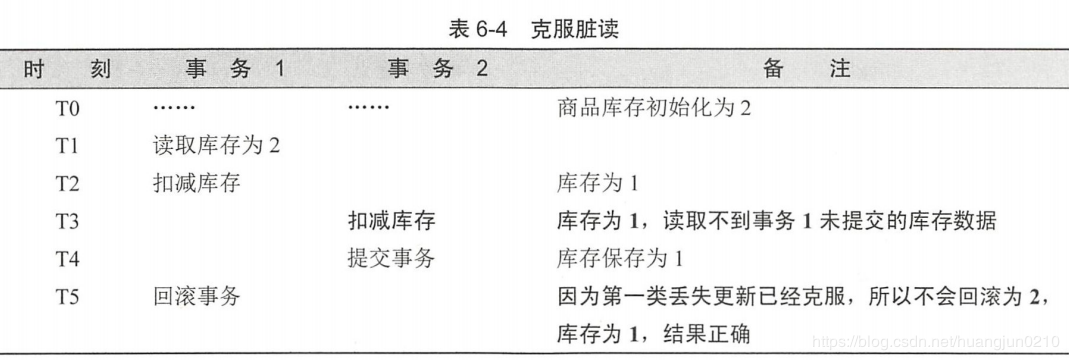 表 6-4 克服脏读
时 刻 事 务 1 事 务 2 备 注
T0 …… …… 商品库存初始化为 2
T1 读取库存为 2
T2 扣减库存 库存为 1
T3 扣减库存 库存为 1，读取不到事务 1 未提交的库存数据
T4 提交事务 库存保存为 1
T5 回滚事务 因为第一类丢失更新已经克服，所以不会回滚为 2，
库存为 1，结果正确
https://blog.csdn.net/huangjun0210